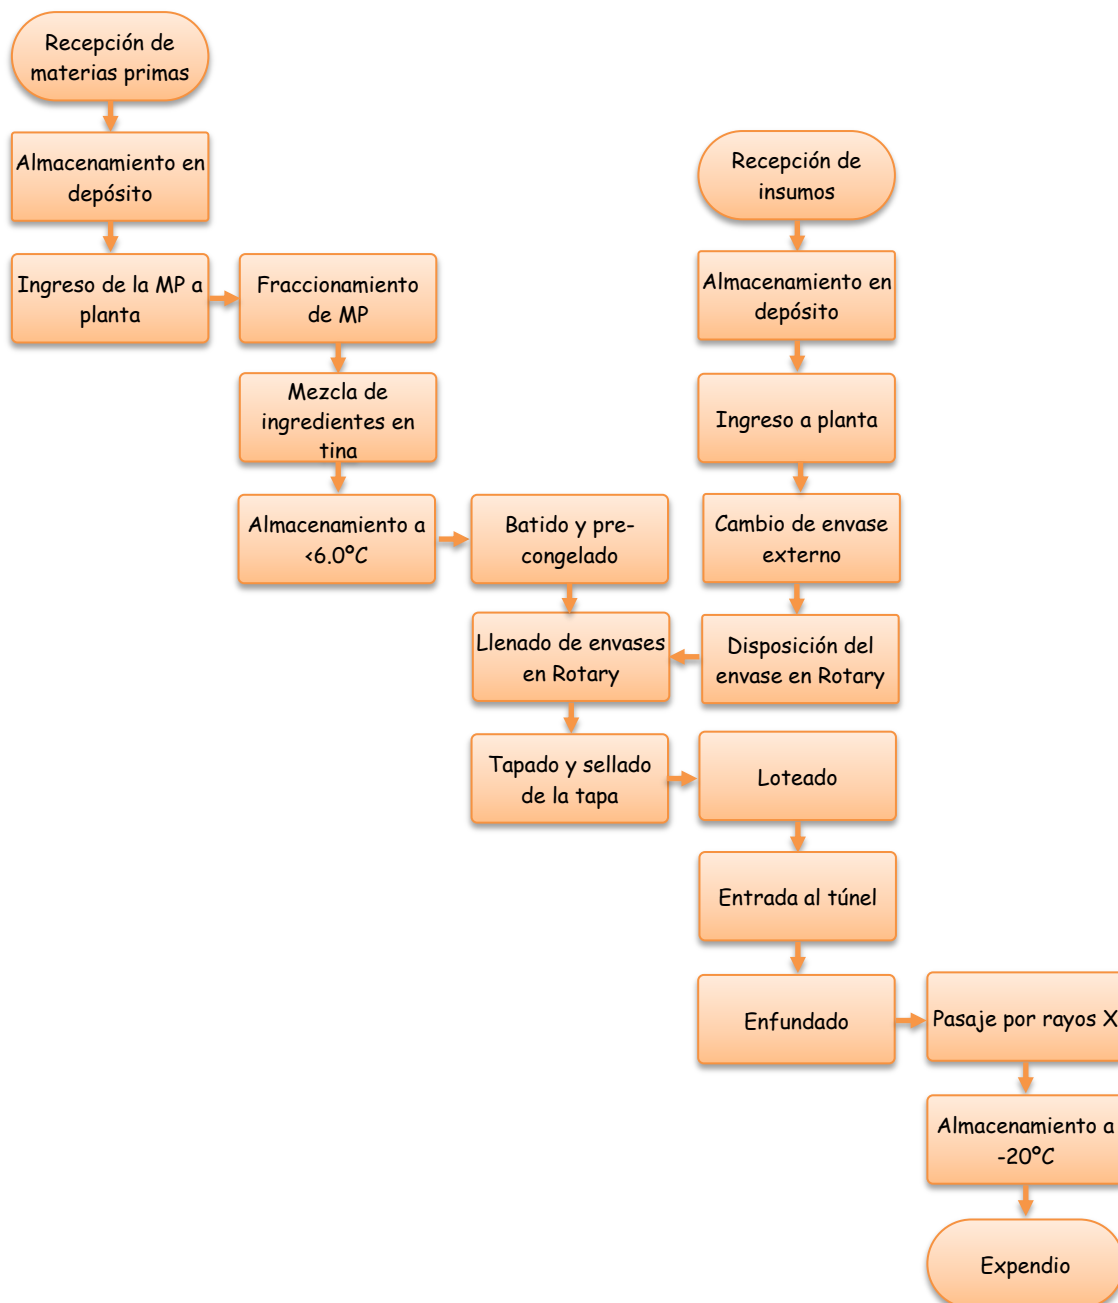 Recepción de
materias primas
Almacenamiento en
depósito
Ingreso de la MP a
planta
Fraccionamiento
de MP
Mezcla de
ingredientes en
tina
Almacenamiento a
<6.0ºC
Batido y pre-
congelado
Recepción de
insumos
Almacenamiento en
depósito
Ingreso a planta
Cambio de envase
externo
Disposición del
envase en Rotary
Llenado de envases
en Rotary
Tapado y sellado
de la tapa
Loteado
Entrada al túnel
Enfundado
Pasaje por rayos X
Almacenamiento a
-20ºC
Expendio